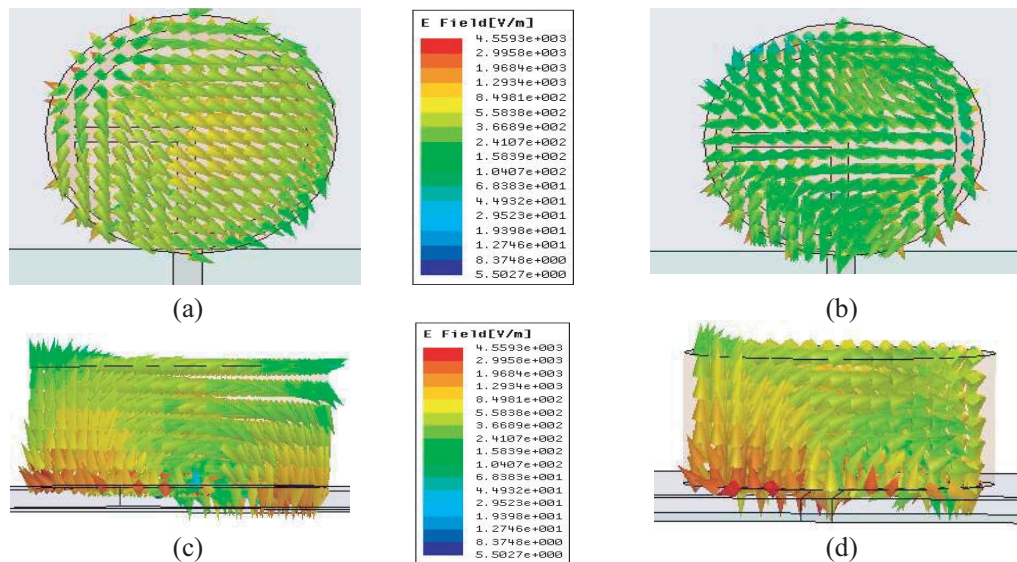 E Field[V/m]
4.5593e+003
2.9958e+003
1.9684e+003
1.2934e+003
8.4981e+002
5.5838e+002
3.6689e+002
2.4107e+002
1.5839e+002
1.0407e+002
6.8383e+001
4.4932e+001
2.9523e+001
1.9398e+001
1.2746e+001
8.3748e+000
5.5027e+000
(a)
(b)
E Field[V/m]
4.5593e+003
2.9958e+003
1.9684e+003
1.2934e+003
8.4981e+002
5.5838e+002
3.6689e+002
2.4107e+002
1.5839e+002
1.0407e+002
6.8383e+001
4.4932e+001
2.9523e+001
1.9398e+001
1.2746e+001
8.3748e+000
5.5027e+000
(c)
(d)